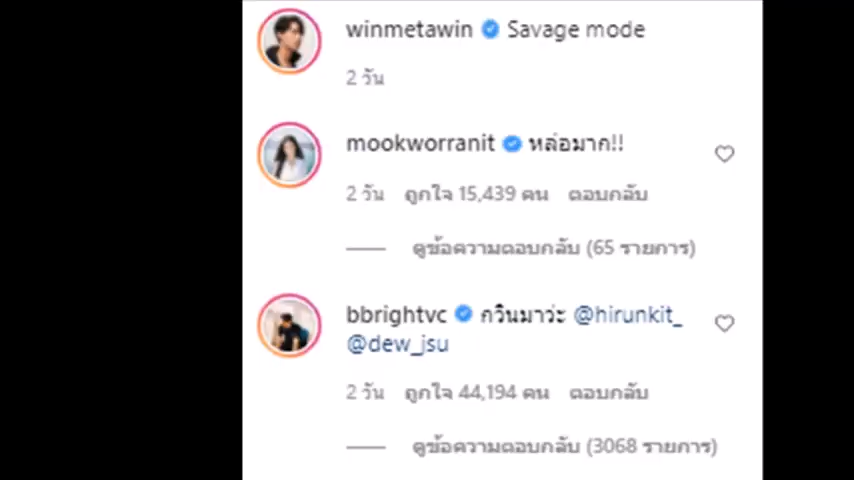 winmetawin Savage mode
2 วัน
mookworranit หล่อมาก!!
2 วัน ถูกใจ 15,439 คน ตอบกลับ
ดูข้อความตอบกลับ (65 รายการ)
bbrightvc กวินมาว่ะ @hirunkit_
@dew_jsu
2 วัน ถูกใจ 44,194 คน ตอบกลับ
ดูข้อความตอบกลับ (3068 รายการ)